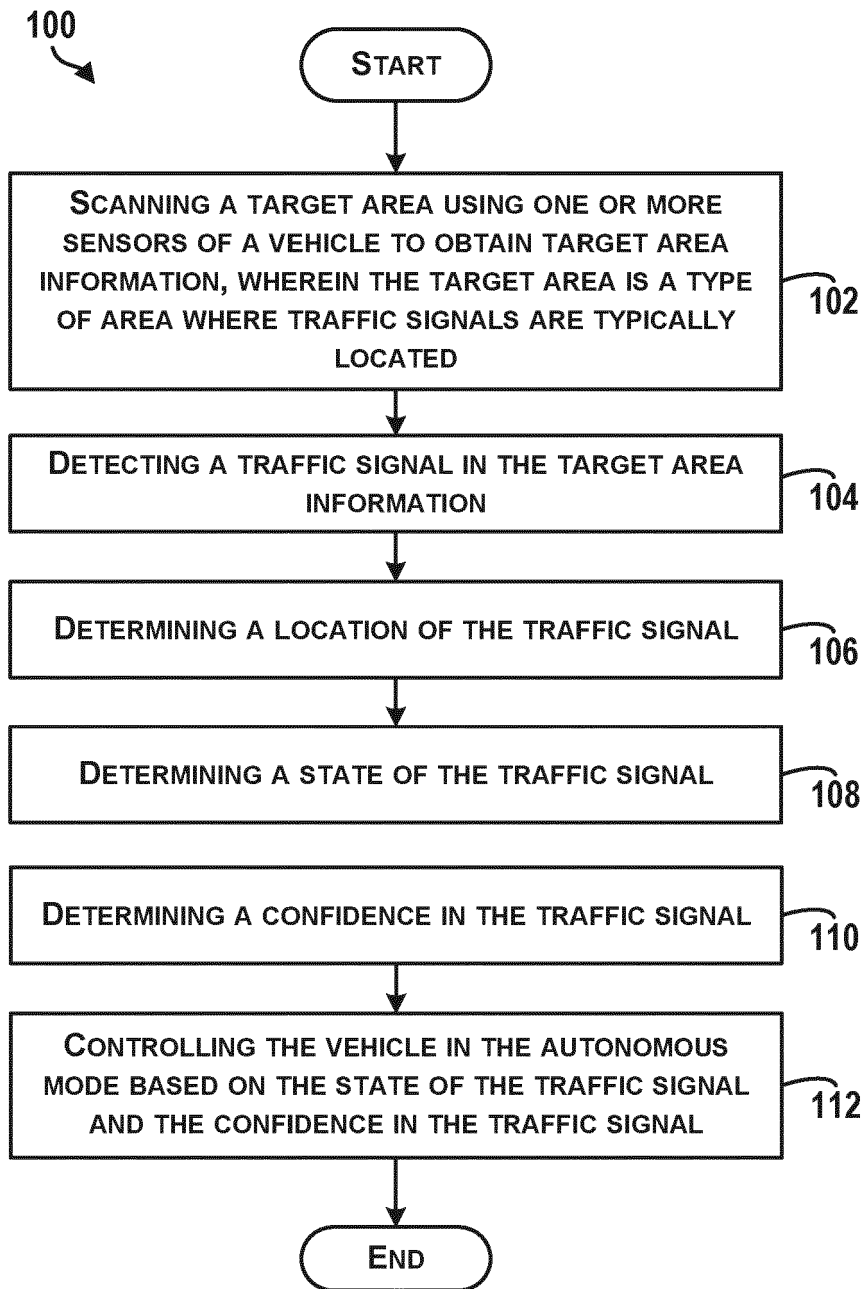 100
START
SCANNING A TARGET AREA USING ONE OR MORE
SENSORS OF A VEHICLE TO OBTAIN TARGET AREA
INFORMATION, WHEREIN THE TARGET AREA IS A TYPE
OF AREA WHERE TRAFFIC SIGNALS ARE TYPICALLY
LOCATED
102
DETECTING A TRAFFIC SIGNAL IN THE TARGET AREA
INFORMATION
104
DETERMINING A LOCATION OF THE TRAFFIC SIGNAL
106
DETERMINING A STATE OF THE TRAFFIC SIGNAL
108
DETERMINING A CONFIDENCE IN THE TRAFFIC SIGNAL
110
CONTROLLING THE VEHICLE IN THE AUTONOMOUS
MODE BASED ON THE STATE OF THE TRAFFIC SIGNAL
AND THE CONFIDENCE IN THE TRAFFIC SIGNAL
112
END